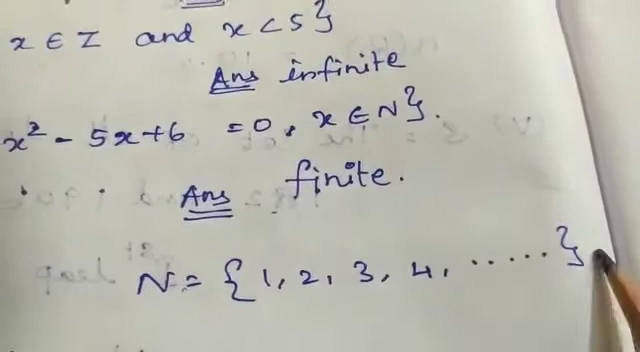 x ∈ I and x < 5}
Ans infinite
x² - 5x + 6 = 0, x ∈ N}.
Ans finite.
N = {1, 2, 3, 4, ......}